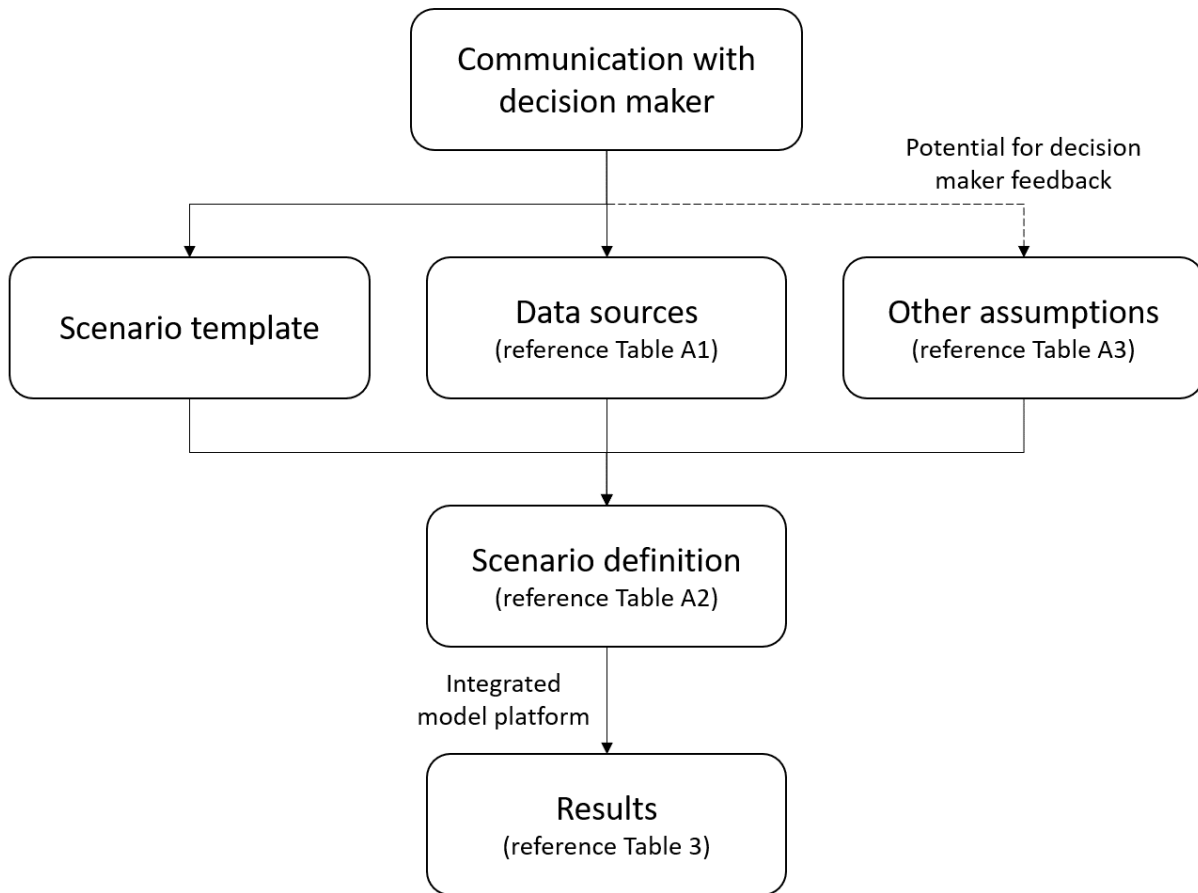 Communication with
decision maker
Potential for decision
maker feedback
Scenario template
Data sources
(reference Table A1)
Other assumptions
(reference Table A3)
Scenario definition
(reference Table A2)
Integrated
model platform
Results
(reference Table 3)